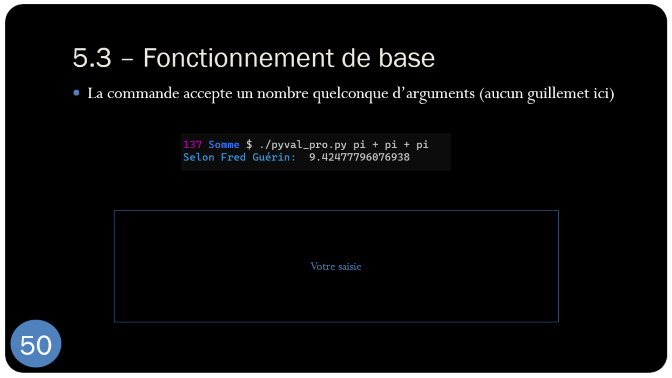 5.3 – Fonctionnement de base
La commande accepte un nombre quelconque d’arguments (aucun guillemet ici)
137 Somme $ ./pyval_pro.py pi + pi + pi
Selon Fred Guérin:  9.42477796076938
Votre saisie
50